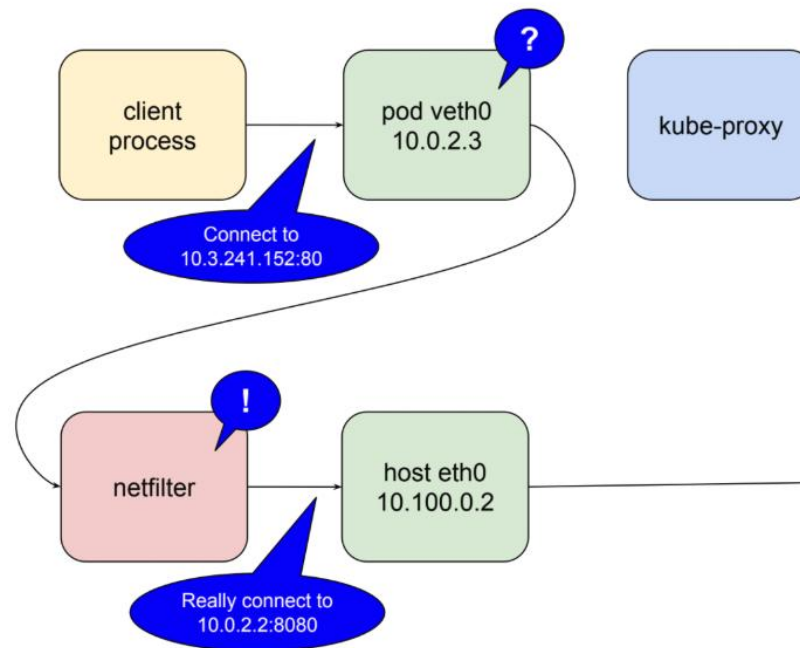 ?
client
process
pod veth0
10.0.2.3
kube-proxy
Connect to
10.3.241.152:80
!
netfilter
host eth0
10.100.0.2
Really connect to
10.0.2.2:8080